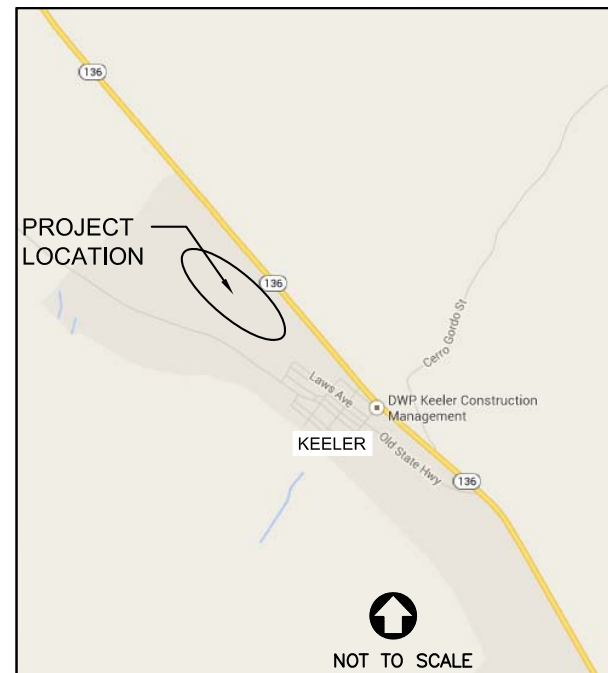 136
PROJECT
LOCATION
136
Cerro Gordo St
Laws Ave
DWP Keeler Construction
Management
KEELER
Old State Hwy
136
NOT TO SCALE